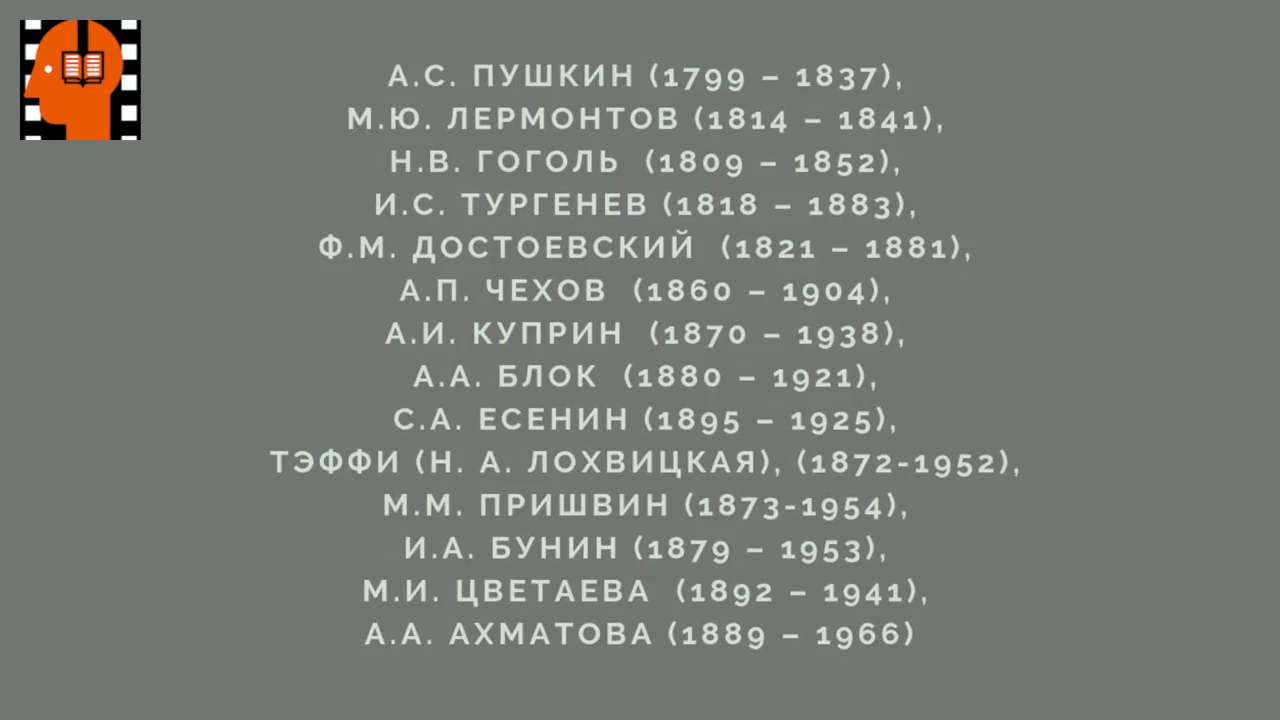 А.С. ПУШКИН (1799 – 1837),
М.Ю. ЛЕРМОНТОВ (1814 – 1841),
Н.В. ГОГОЛЬ (1809 – 1852),
И.С. ТУРГЕНЕВ (1818 – 1883),
Ф.М. ДОСТОЕВСКИЙ (1821 – 1881),
А.П. ЧЕХОВ (1860 – 1904),
А.И. КУПРИН (1870 – 1938),
А.А. БЛОК (1880 – 1921),
С.А. ЕСЕНИН (1895 – 1925),
ТЭФФИ (Н. А. ЛОХВИЦКАЯ), (1872-1952),
М.М. ПРИШВИН (1873-1954),
И.А. БУНИН (1879 – 1953),
М.И. ЦВЕТАЕВА (1892 – 1941),
А.А. АХМАТОВА (1889 – 1966)